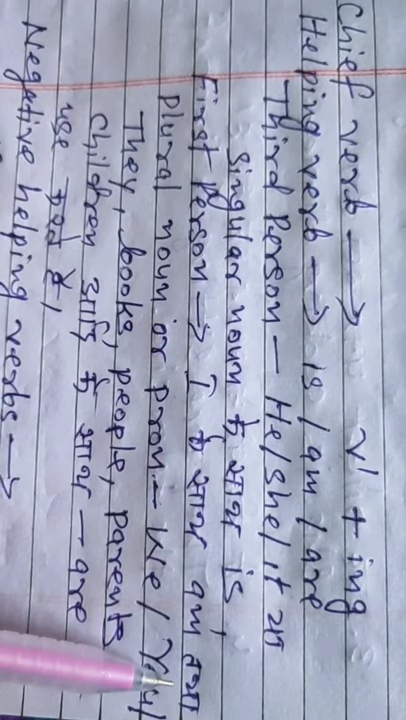 Chief verb → V¹ + ing
Helping verb → is / am / are
Third Person — He/she/it या
singular noun के साथ is,
First person → I के साथ am तथा
Plural noun or pron — We / You/
They, books, people, parents
children आदि के साथ — are
use करते हैं,
Negative helping verbs →